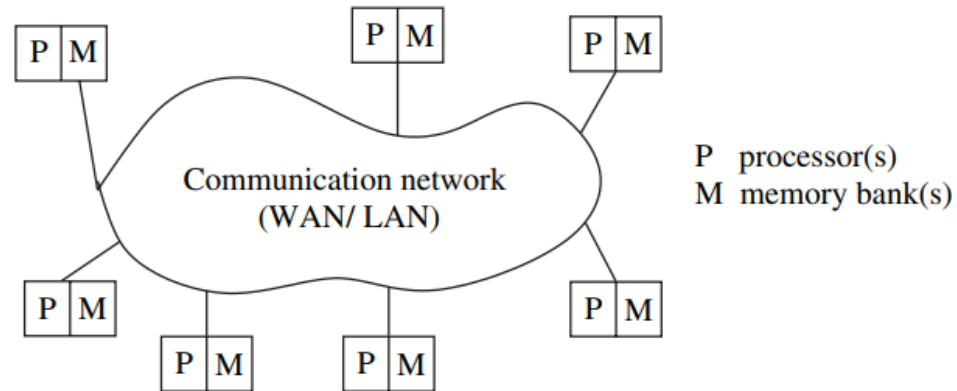 P M
P M
P M
Communication network
(WAN/ LAN)
P processor(s)
M memory bank(s)
P M
P M
P M
P M